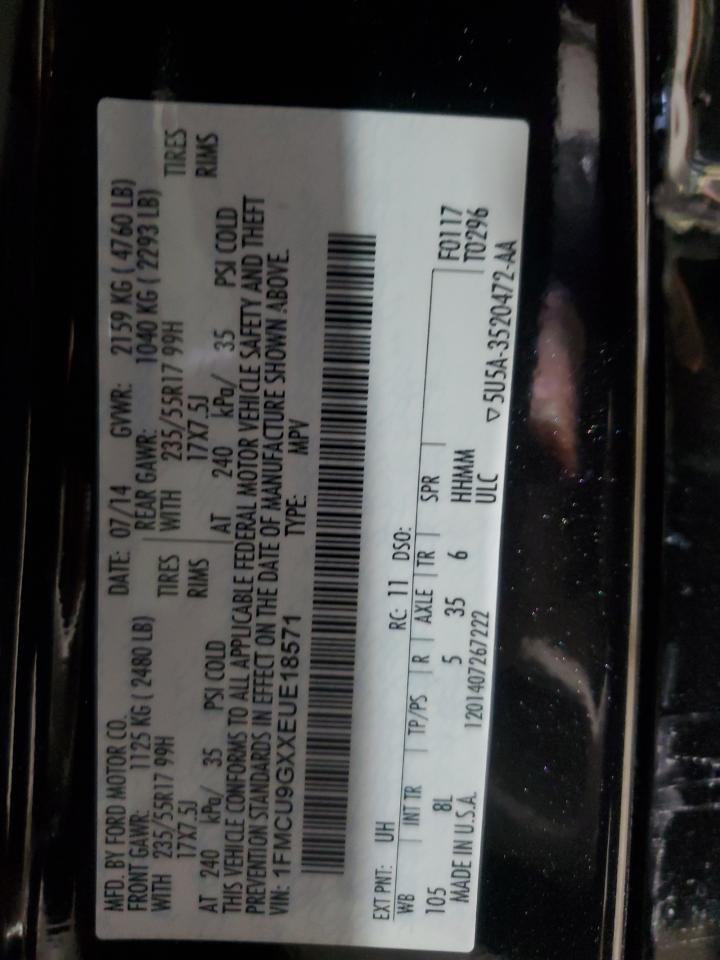 MFD. BY FORD MOTOR CO. DATE: 07/14 GVWR: 2159 KG ( 4760 LB)
FRONT GAWR: 1125 KG ( 2480 LB) REAR GAWR: 1040 KG ( 2293 LB)
WITH 235/55R17 99H TIRES WITH 235/55R17 99H TIRES
17X7.5J RIMS 17X7.5J RIMS
AT 240 kPa/ 35 PSI COLD AT 240 kPa/ 35 PSI COLD
THIS VEHICLE CONFORMS TO ALL APPLICABLE FEDERAL MOTOR VEHICLE SAFETY AND THEFT
PREVENTION STANDARDS IN EFFECT ON THE DATE OF MANUFACTURE SHOWN ABOVE.
VIN: 1FMCU9GXXEUE18571 TYPE: MPV
EXT PNT: UH RC: 11 DSO:
WB INT TR TP/PS R AXLE TR SPR F0117
105 8L 5 35 6 HHMM T0296
MADE IN U.S.A. 1201407267222 ULC ▽5U5A-3520472-AA